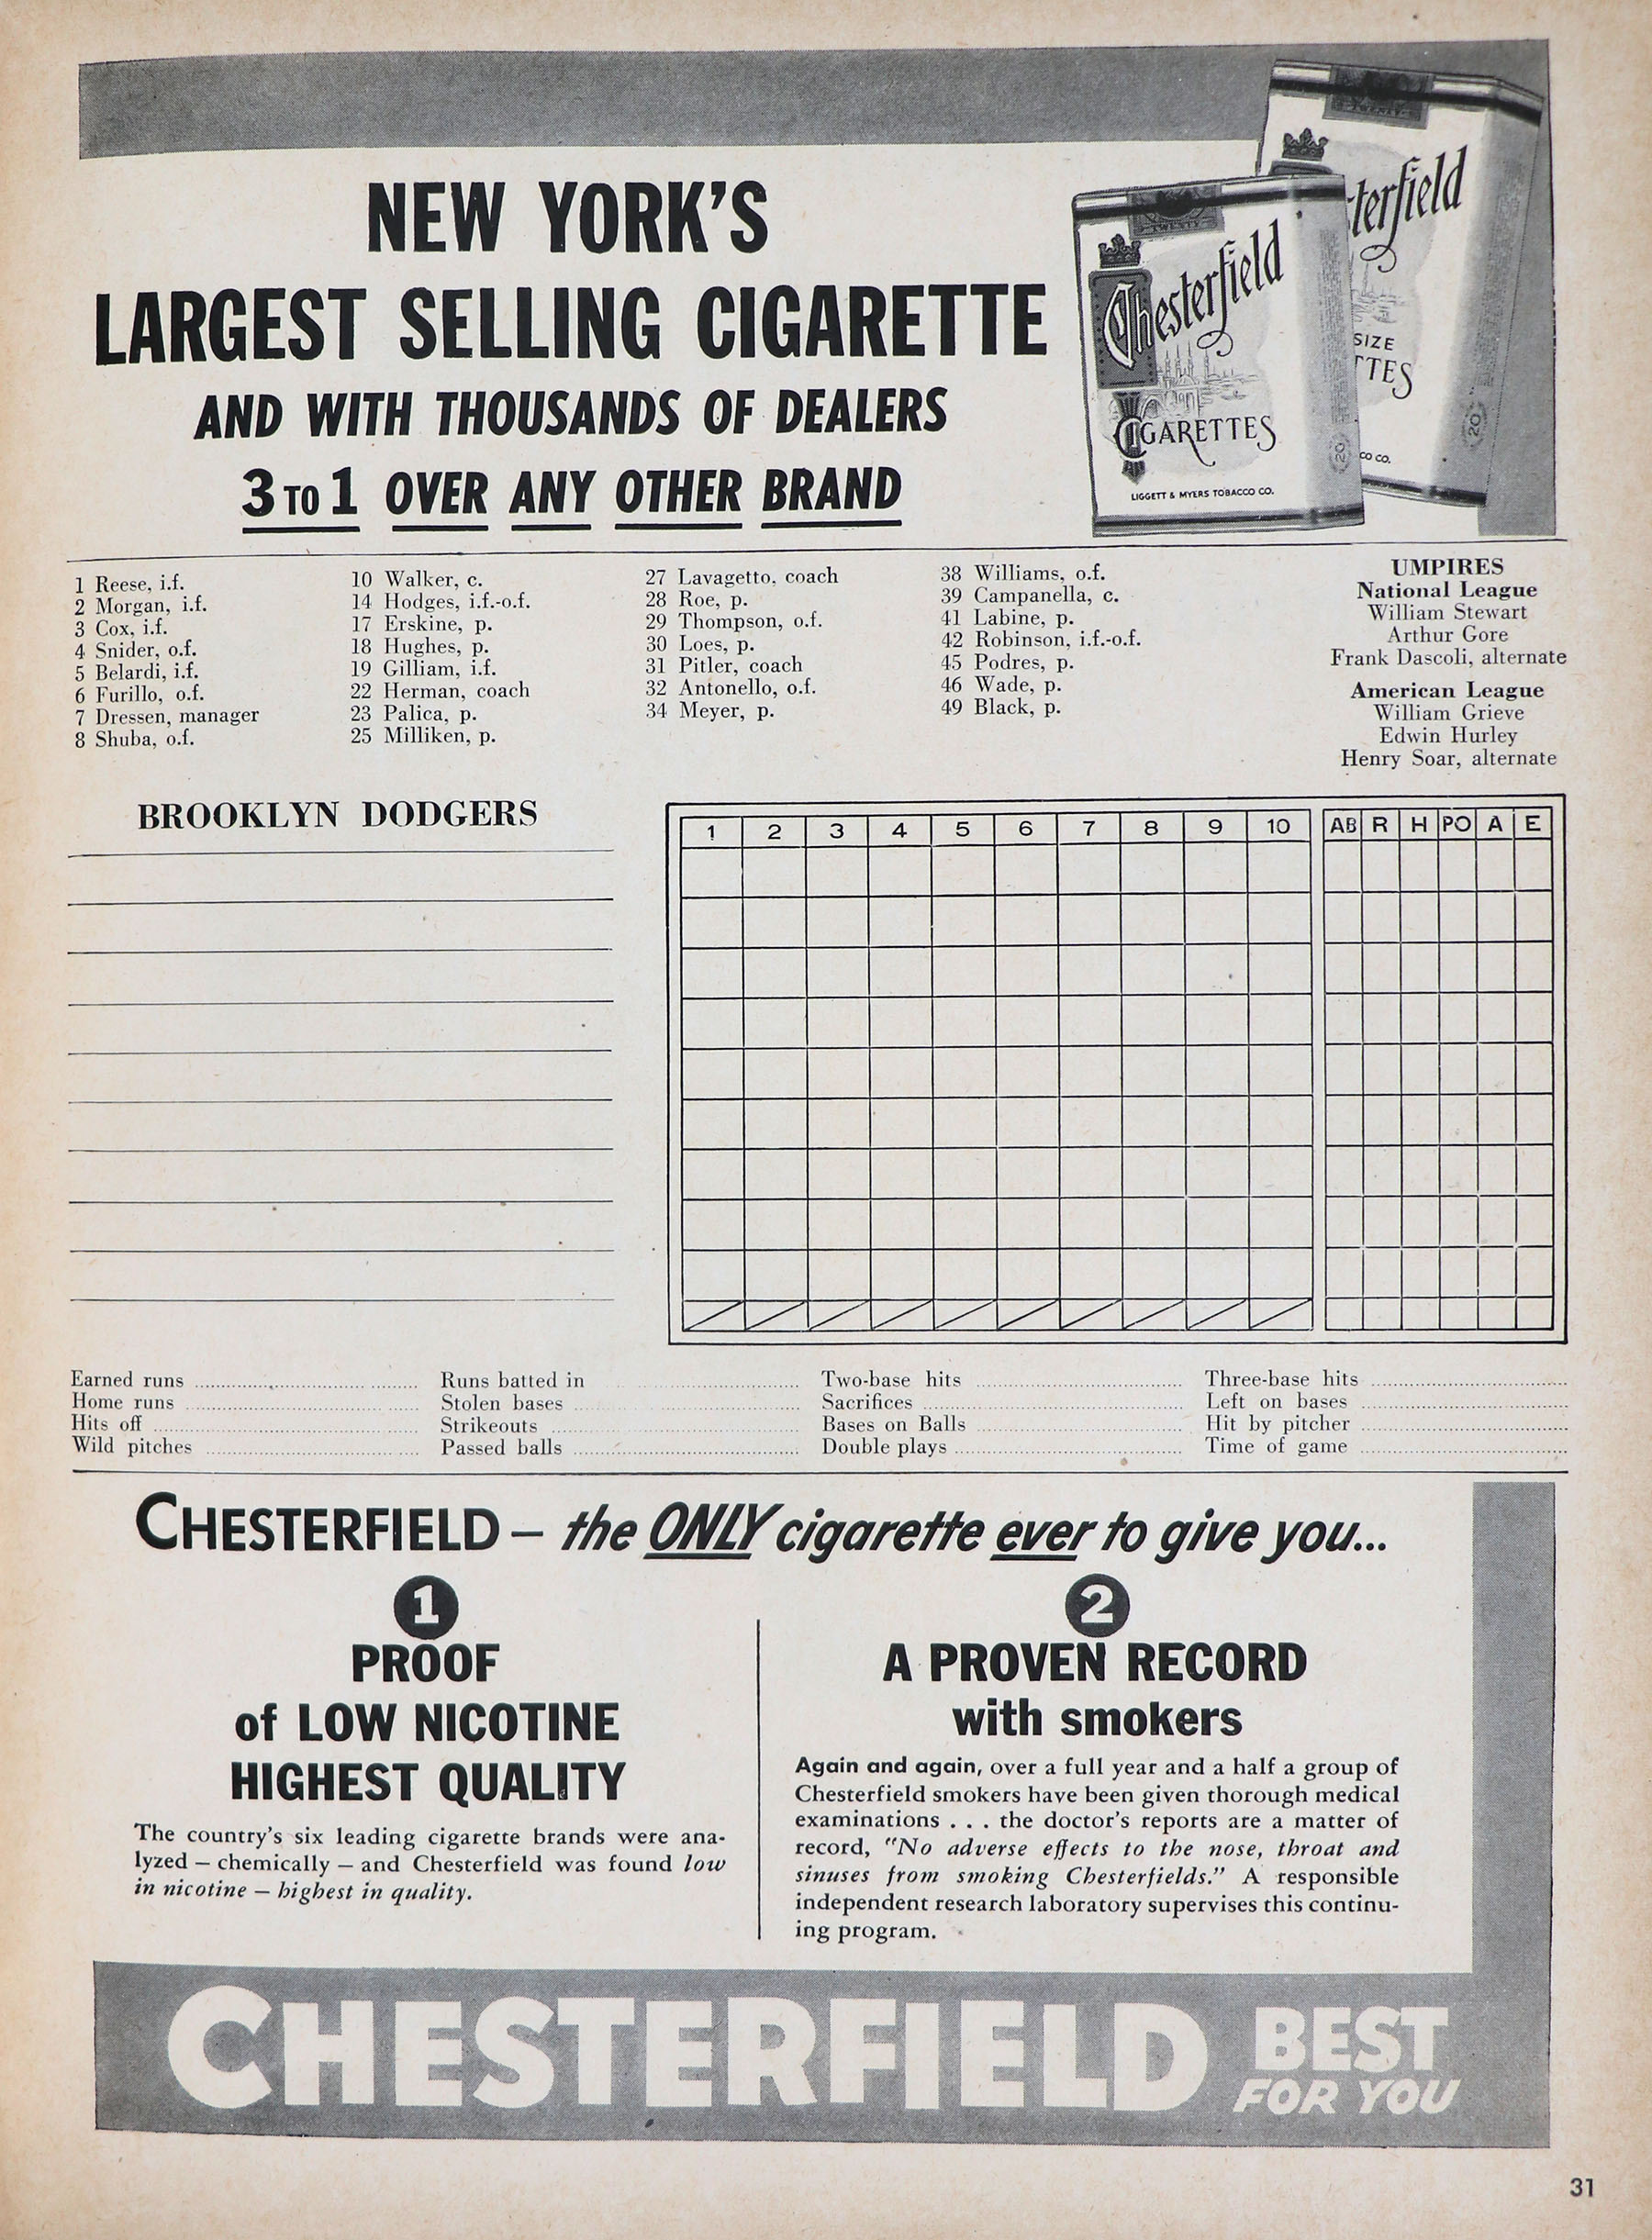 NEW YORK'S
LARGEST SELLING CIGARETTE
AND WITH THOUSANDS OF DEALERS
3 TO 1 OVER ANY OTHER BRAND
Chesterfield
CIGARETTES
LIGGETT & MYERS TOBACCO CO.
20
terfield
SIZE
TTES
CO CO.
20
1 Reese, i.f.
2 Morgan, i.f.
3 Cox, i.f.
4 Snider, o.f.
5 Belardi, i.f.
6 Furillo, o.f.
7 Dressen, manager
8 Shuba, o.f.
10 Walker, c.
14 Hodges, i.f.-o.f.
17 Erskine, p.
18 Hughes, p.
19 Gilliam, i.f.
22 Herman, coach
23 Palica, p.
25 Milliken, p.
27 Lavagetto, coach
28 Roe, p.
29 Thompson, o.f.
30 Loes, p.
31 Pitler, coach
32 Antonello, o.f.
34 Meyer, p.
38 Williams, o.f.
39 Campanella, c.
41 Labine, p.
42 Robinson, i.f.-o.f.
45 Podres, p.
46 Wade, p.
49 Black, p.
UMPIRES
National League
William Stewart
Arthur Gore
Frank Dascoli, alternate
American League
William Grieve
Edwin Hurley
Henry Soar, alternate
BROOKLYN DODGERS
1 2 3 4 5 6 7 8 9 10 AB R H PO A E
Earned runs
Home runs
Hits off
Wild pitches
Runs batted in
Stolen bases
Strikeouts
Passed balls
Two-base hits
Sacrifices
Bases on Balls
Double plays
Three-base hits
Left on bases
Hit by pitcher
Time of game
CHESTERFIELD – the ONLY cigarette ever to give you...
1
PROOF
of LOW NICOTINE
HIGHEST QUALITY
The country's six leading cigarette brands were ana-
lyzed – chemically – and Chesterfield was found low
in nicotine – highest in quality.
2
A PROVEN RECORD
with smokers
Again and again, over a full year and a half a group of
Chesterfield smokers have been given thorough medical
examinations . . . the doctor's reports are a matter of
record, "No adverse effects to the nose, throat and
sinuses from smoking Chesterfields." A responsible
independent research laboratory supervises this continu-
ing program.
CHESTERFIELD BEST
FOR YOU
31